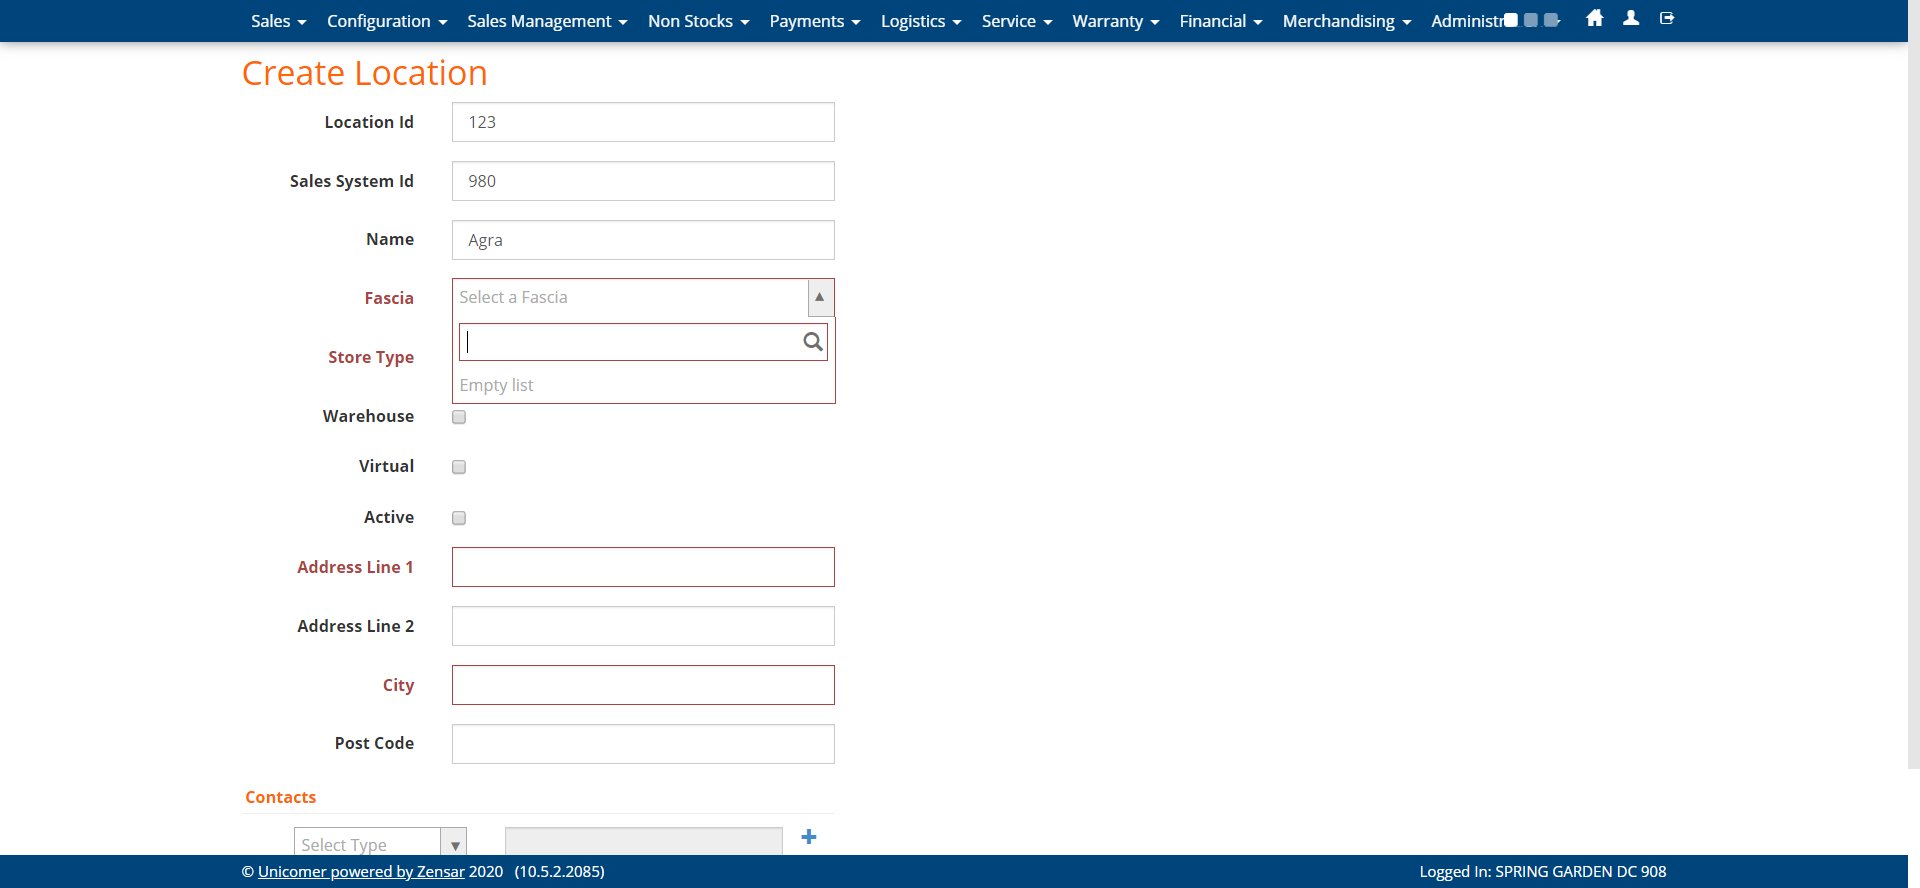 Sales Configuration Sales Management Non Stocks Payments Logistics Service Warranty Financial Merchandising
Create Location
Location Id 123
Sales System Id 980
Name Agra
Fascia Select a Fascia
Store Type
Empty list
Warehouse
Virtual
Active
Address Line 1
Address Line 2
City
Post Code
Contacts
Select Type
© Unicomer powered by Zensar 2020 (10.5.2.2085) Logged In: SPRING GARDEN DC 908